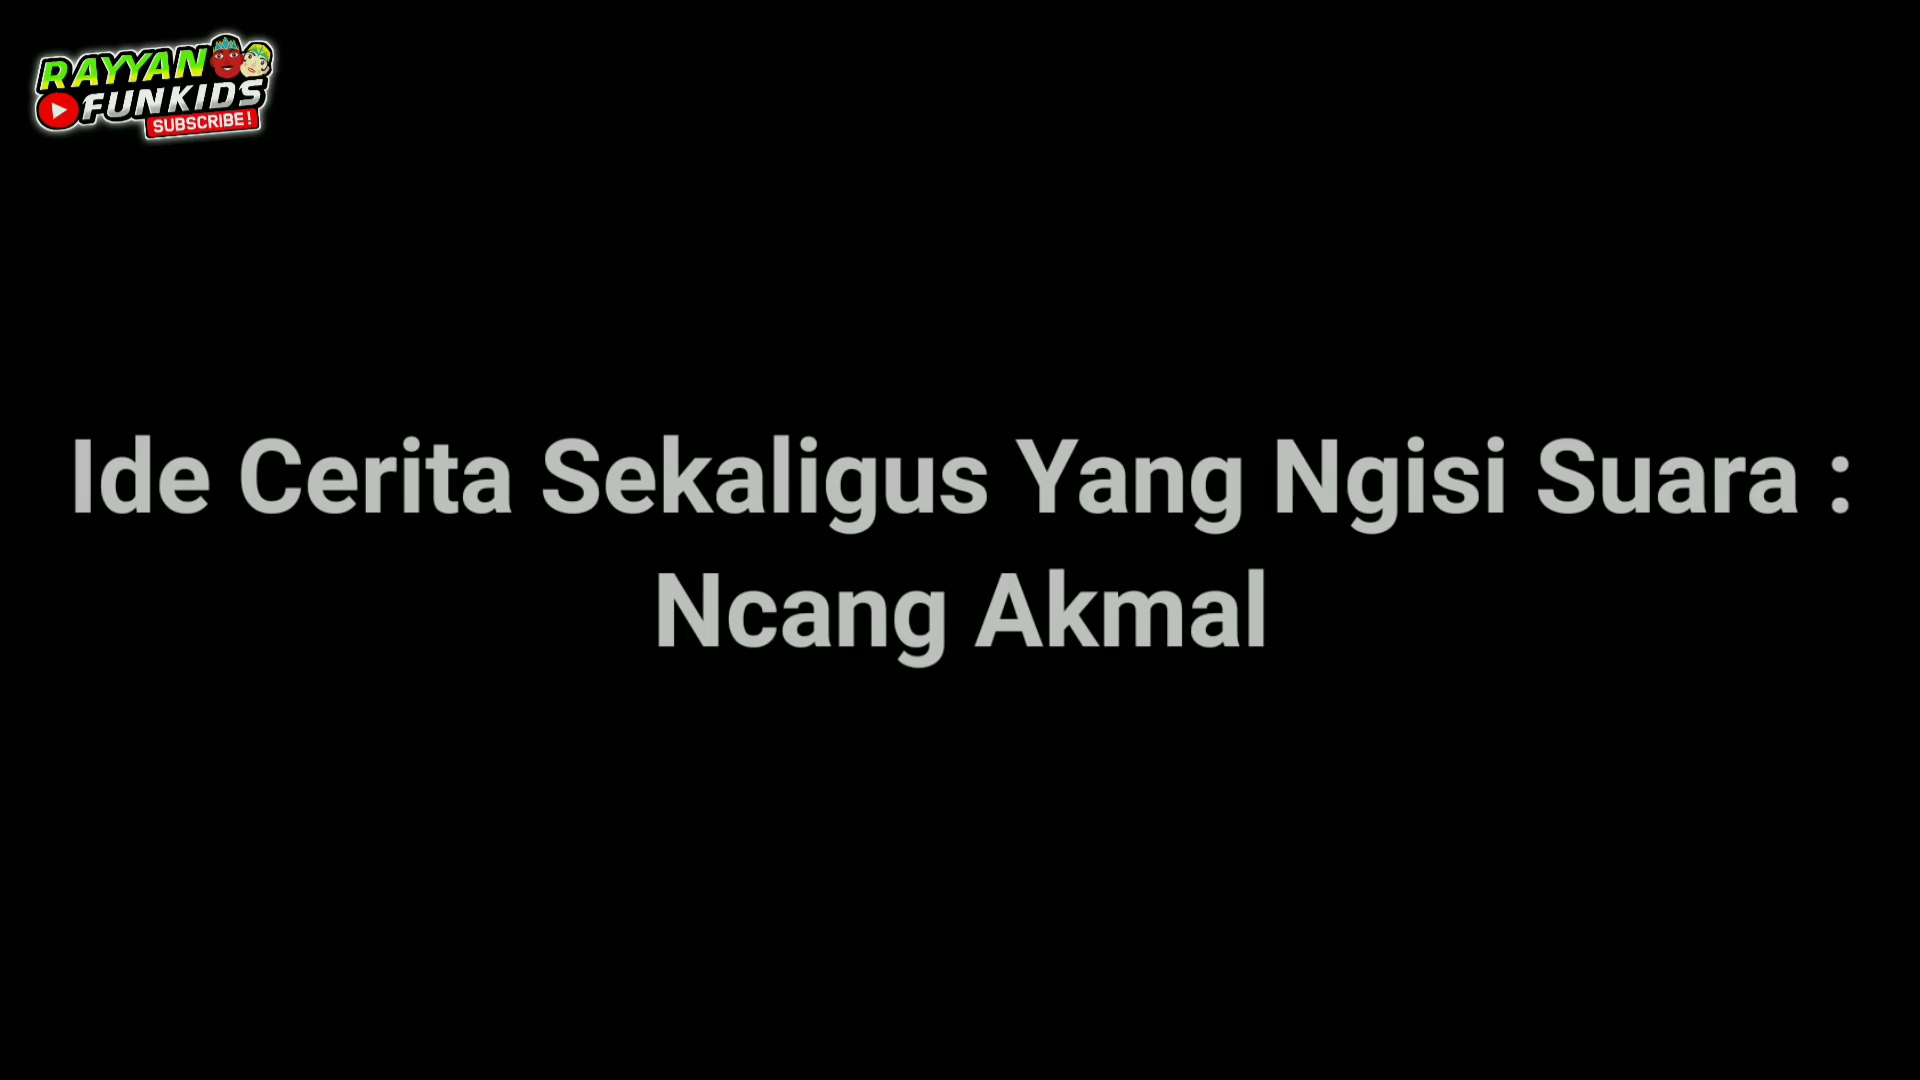 RAYYAN
FUNKIDS
SUBSCRIBE!
Ide Cerita Sekaligus Yang Ngisi Suara :
Ncang Akmal